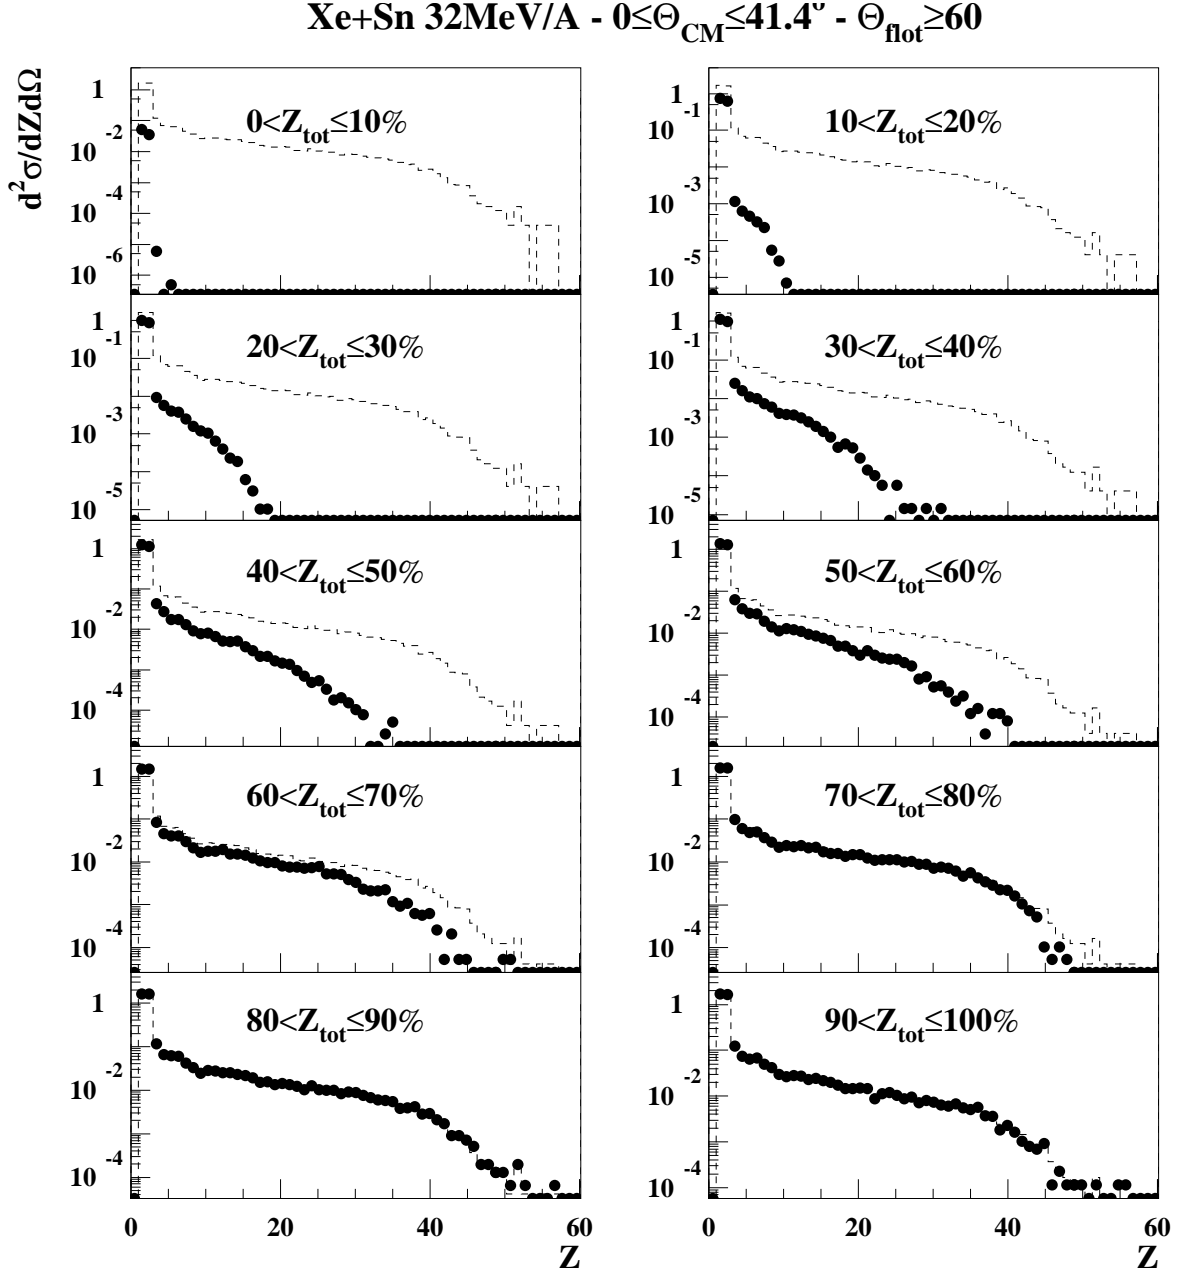 Xe+Sn 32MeV/A - 0≤Θ_CM≤41.4° - Θ_flot≥60
d²σ/dZdΩ
0<Z_tot≤10%
1
10^-2
10^-4
10^-6
10<Z_tot≤20%
1
10^-1
10^-3
10^-5
20<Z_tot≤30%
1
10^-1
10^-3
10^-5
30<Z_tot≤40%
1
10^-1
10^-3
10^-5
40<Z_tot≤50%
1
10^-2
10^-4
50<Z_tot≤60%
1
10^-2
10^-4
60<Z_tot≤70%
1
10^-2
10^-4
70<Z_tot≤80%
1
10^-2
10^-4
80<Z_tot≤90%
1
10^-2
10^-4
90<Z_tot≤100%
1
10^-2
10^-4
0 20 40 60
Z
0 20 40 60
Z